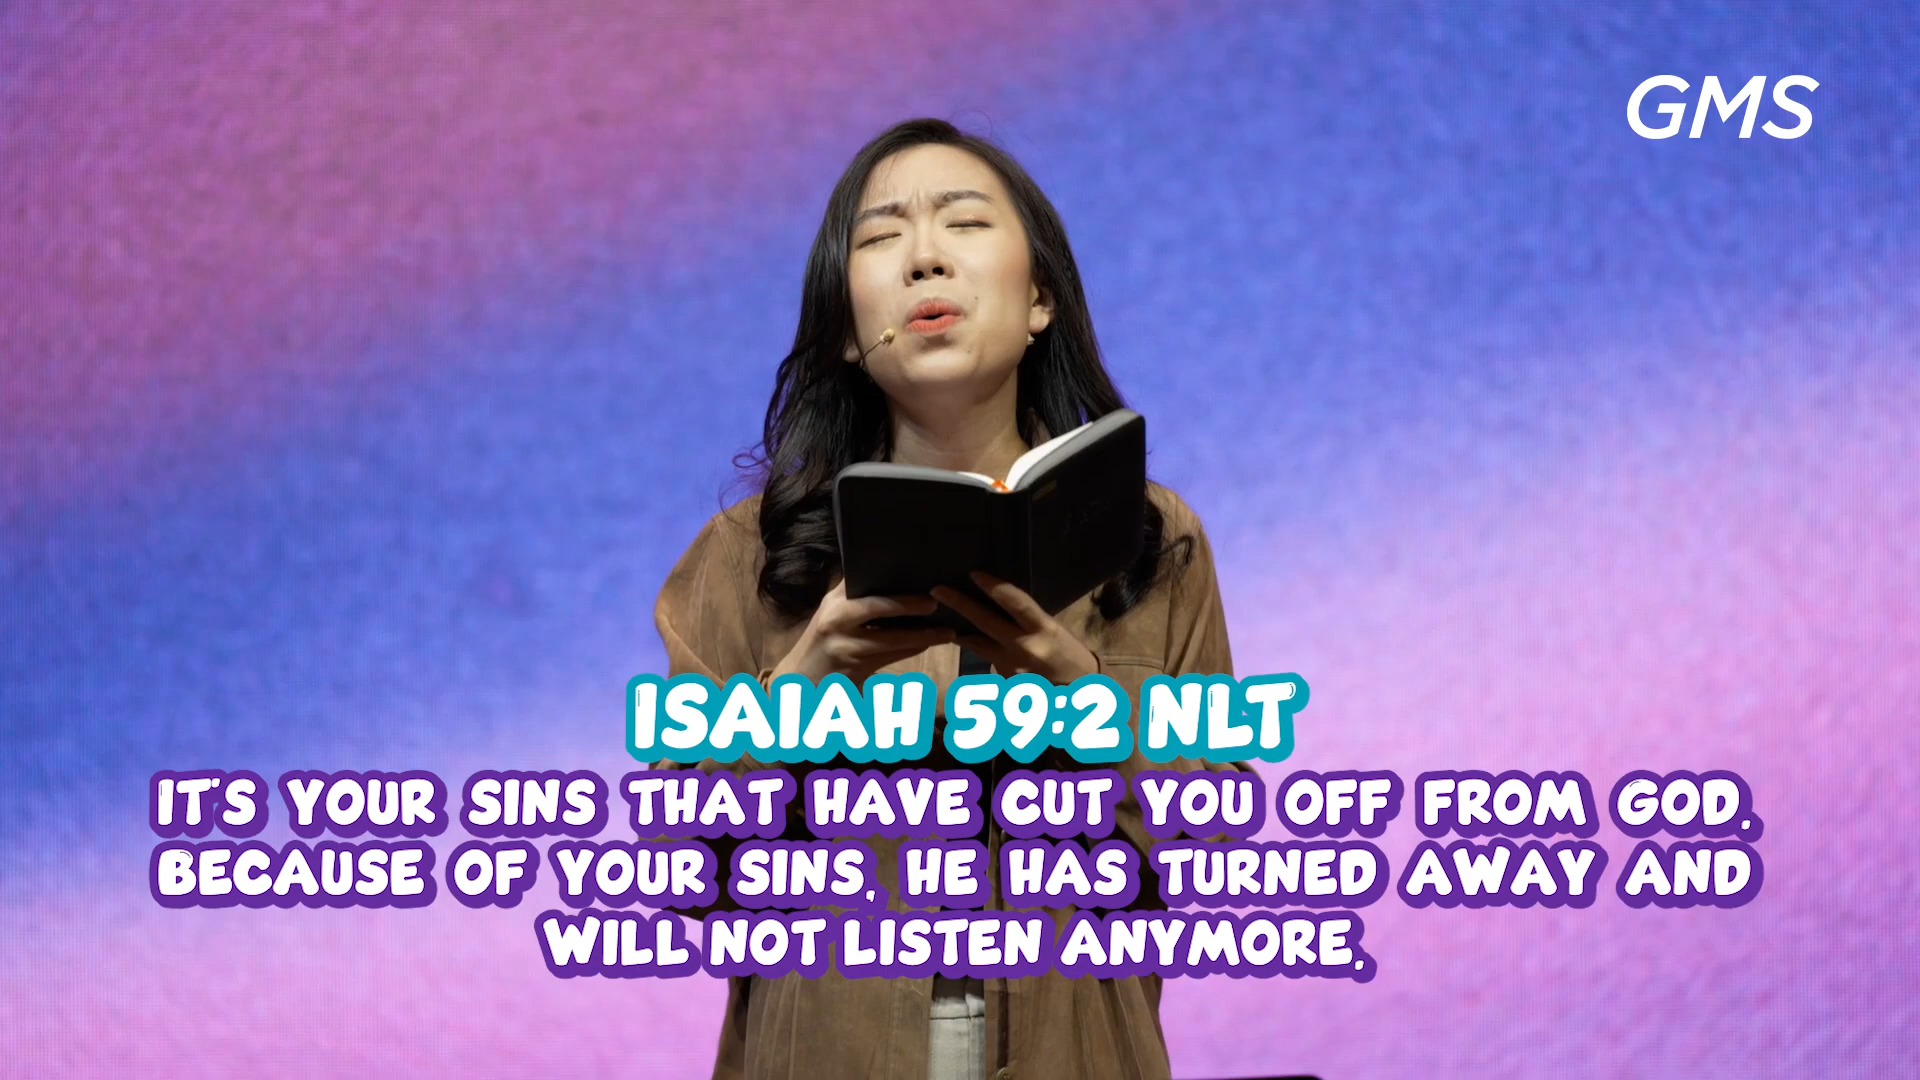 GMS
ISAIAH 59:2 NLT
IT'S YOUR SINS THAT HAVE CUT YOU OFF FROM GOD.
BECAUSE OF YOUR SINS, HE HAS TURNED AWAY AND
WILL NOT LISTEN ANYMORE.